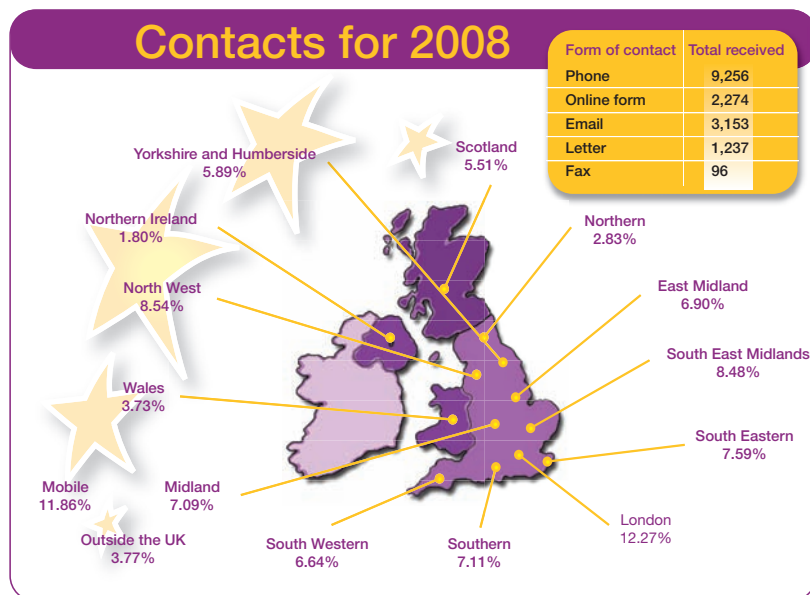 Contacts for 2008
Form of contact Total received
Phone 9,256
Online form 2,274
Email 3,153
Letter 1,237
Fax 96
Yorkshire and Humberside
5.89%
Scotland
5.51%
Northern Ireland
1.80%
Northern
2.83%
North West
8.54%
East Midland
6.90%
South East Midlands
8.48%
Wales
3.73%
South Eastern
7.59%
Mobile
11.86%
Midland
7.09%
London
12.27%
Outside the UK
3.77%
South Western
6.64%
Southern
7.11%